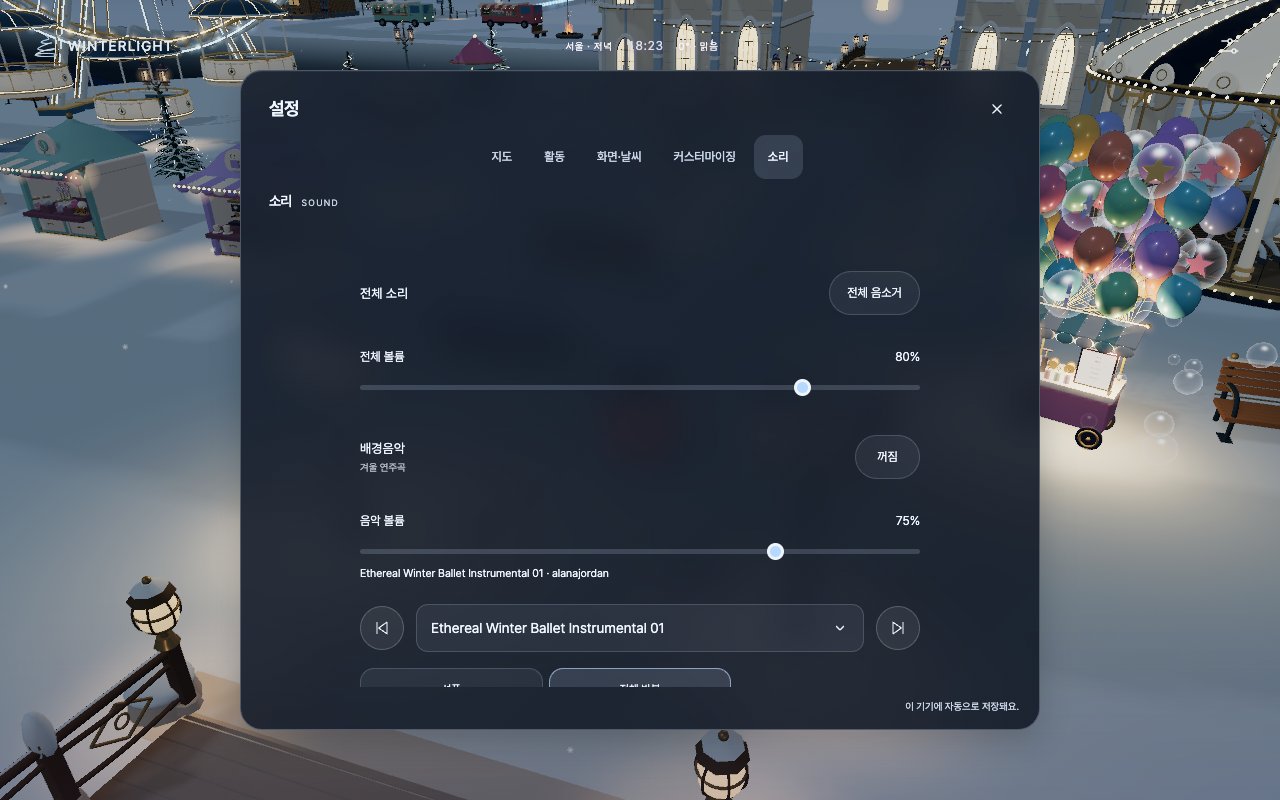 WINTERLIGHT
서울 · 저녁 18:23 맑음
설정
지도 활동 화면·날씨 커스터마이징 소리
소리 SOUND
전체 소리 전체 음소거
전체 볼륨 80%
배경음악
겨울 연주곡
꺼짐
음악 볼륨 75%
Ethereal Winter Ballet Instrumental 01 · alanajordan
Ethereal Winter Ballet Instrumental 01
이 기기에 자동으로 저장돼요.